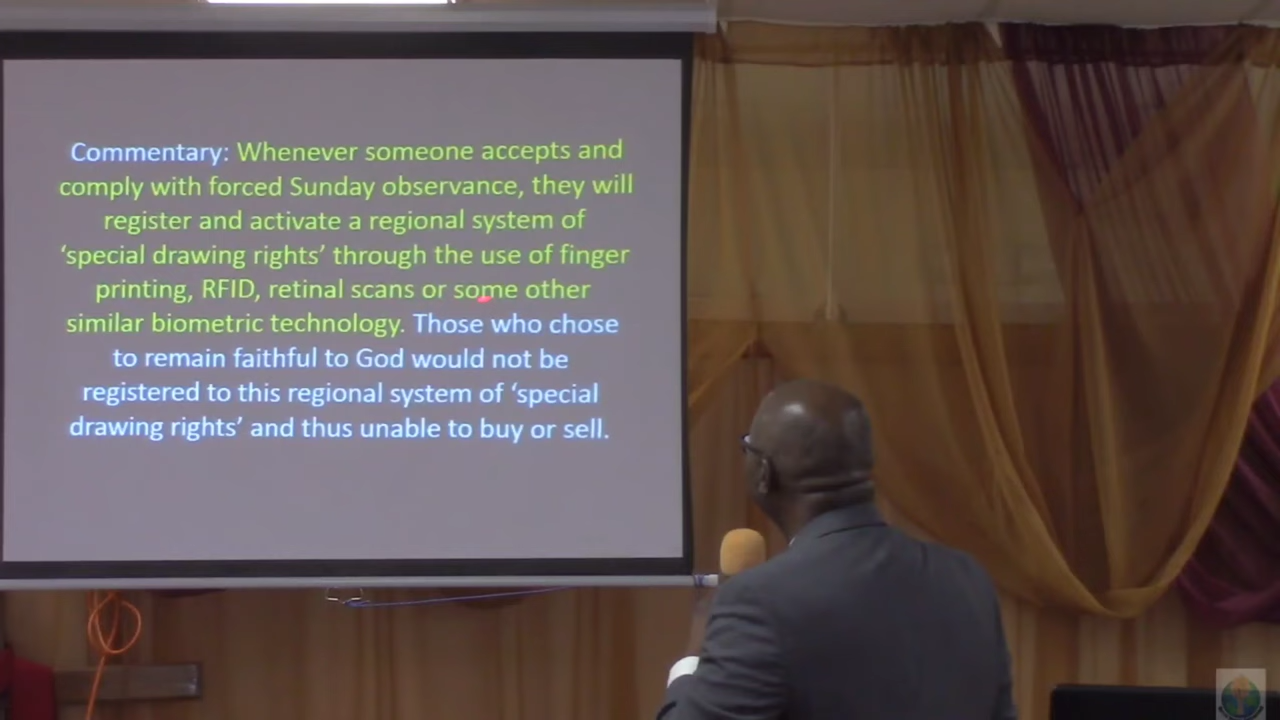 Commentary: Whenever someone accepts and
comply with forced Sunday observance, they will
register and activate a regional system of
‘special drawing rights’ through the use of finger
printing, RFID, retinal scans or some other
similar biometric technology. Those who chose
to remain faithful to God would not be
registered to this regional system of ‘special
drawing rights’ and thus unable to buy or sell.